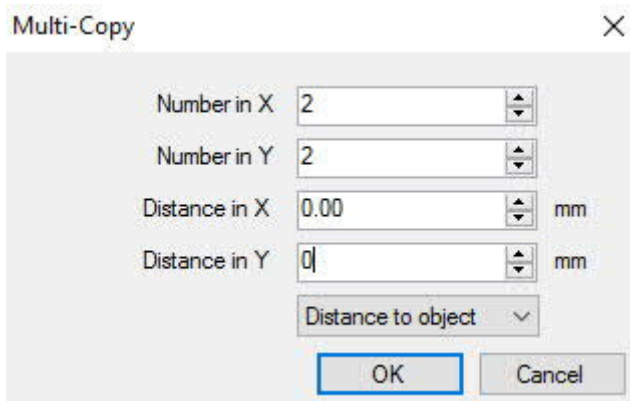 Multi-Copy
Number in X 2
Number in Y 2
Distance in X 0.00 mm
Distance in Y 0 mm
Distance to object
OK Cancel